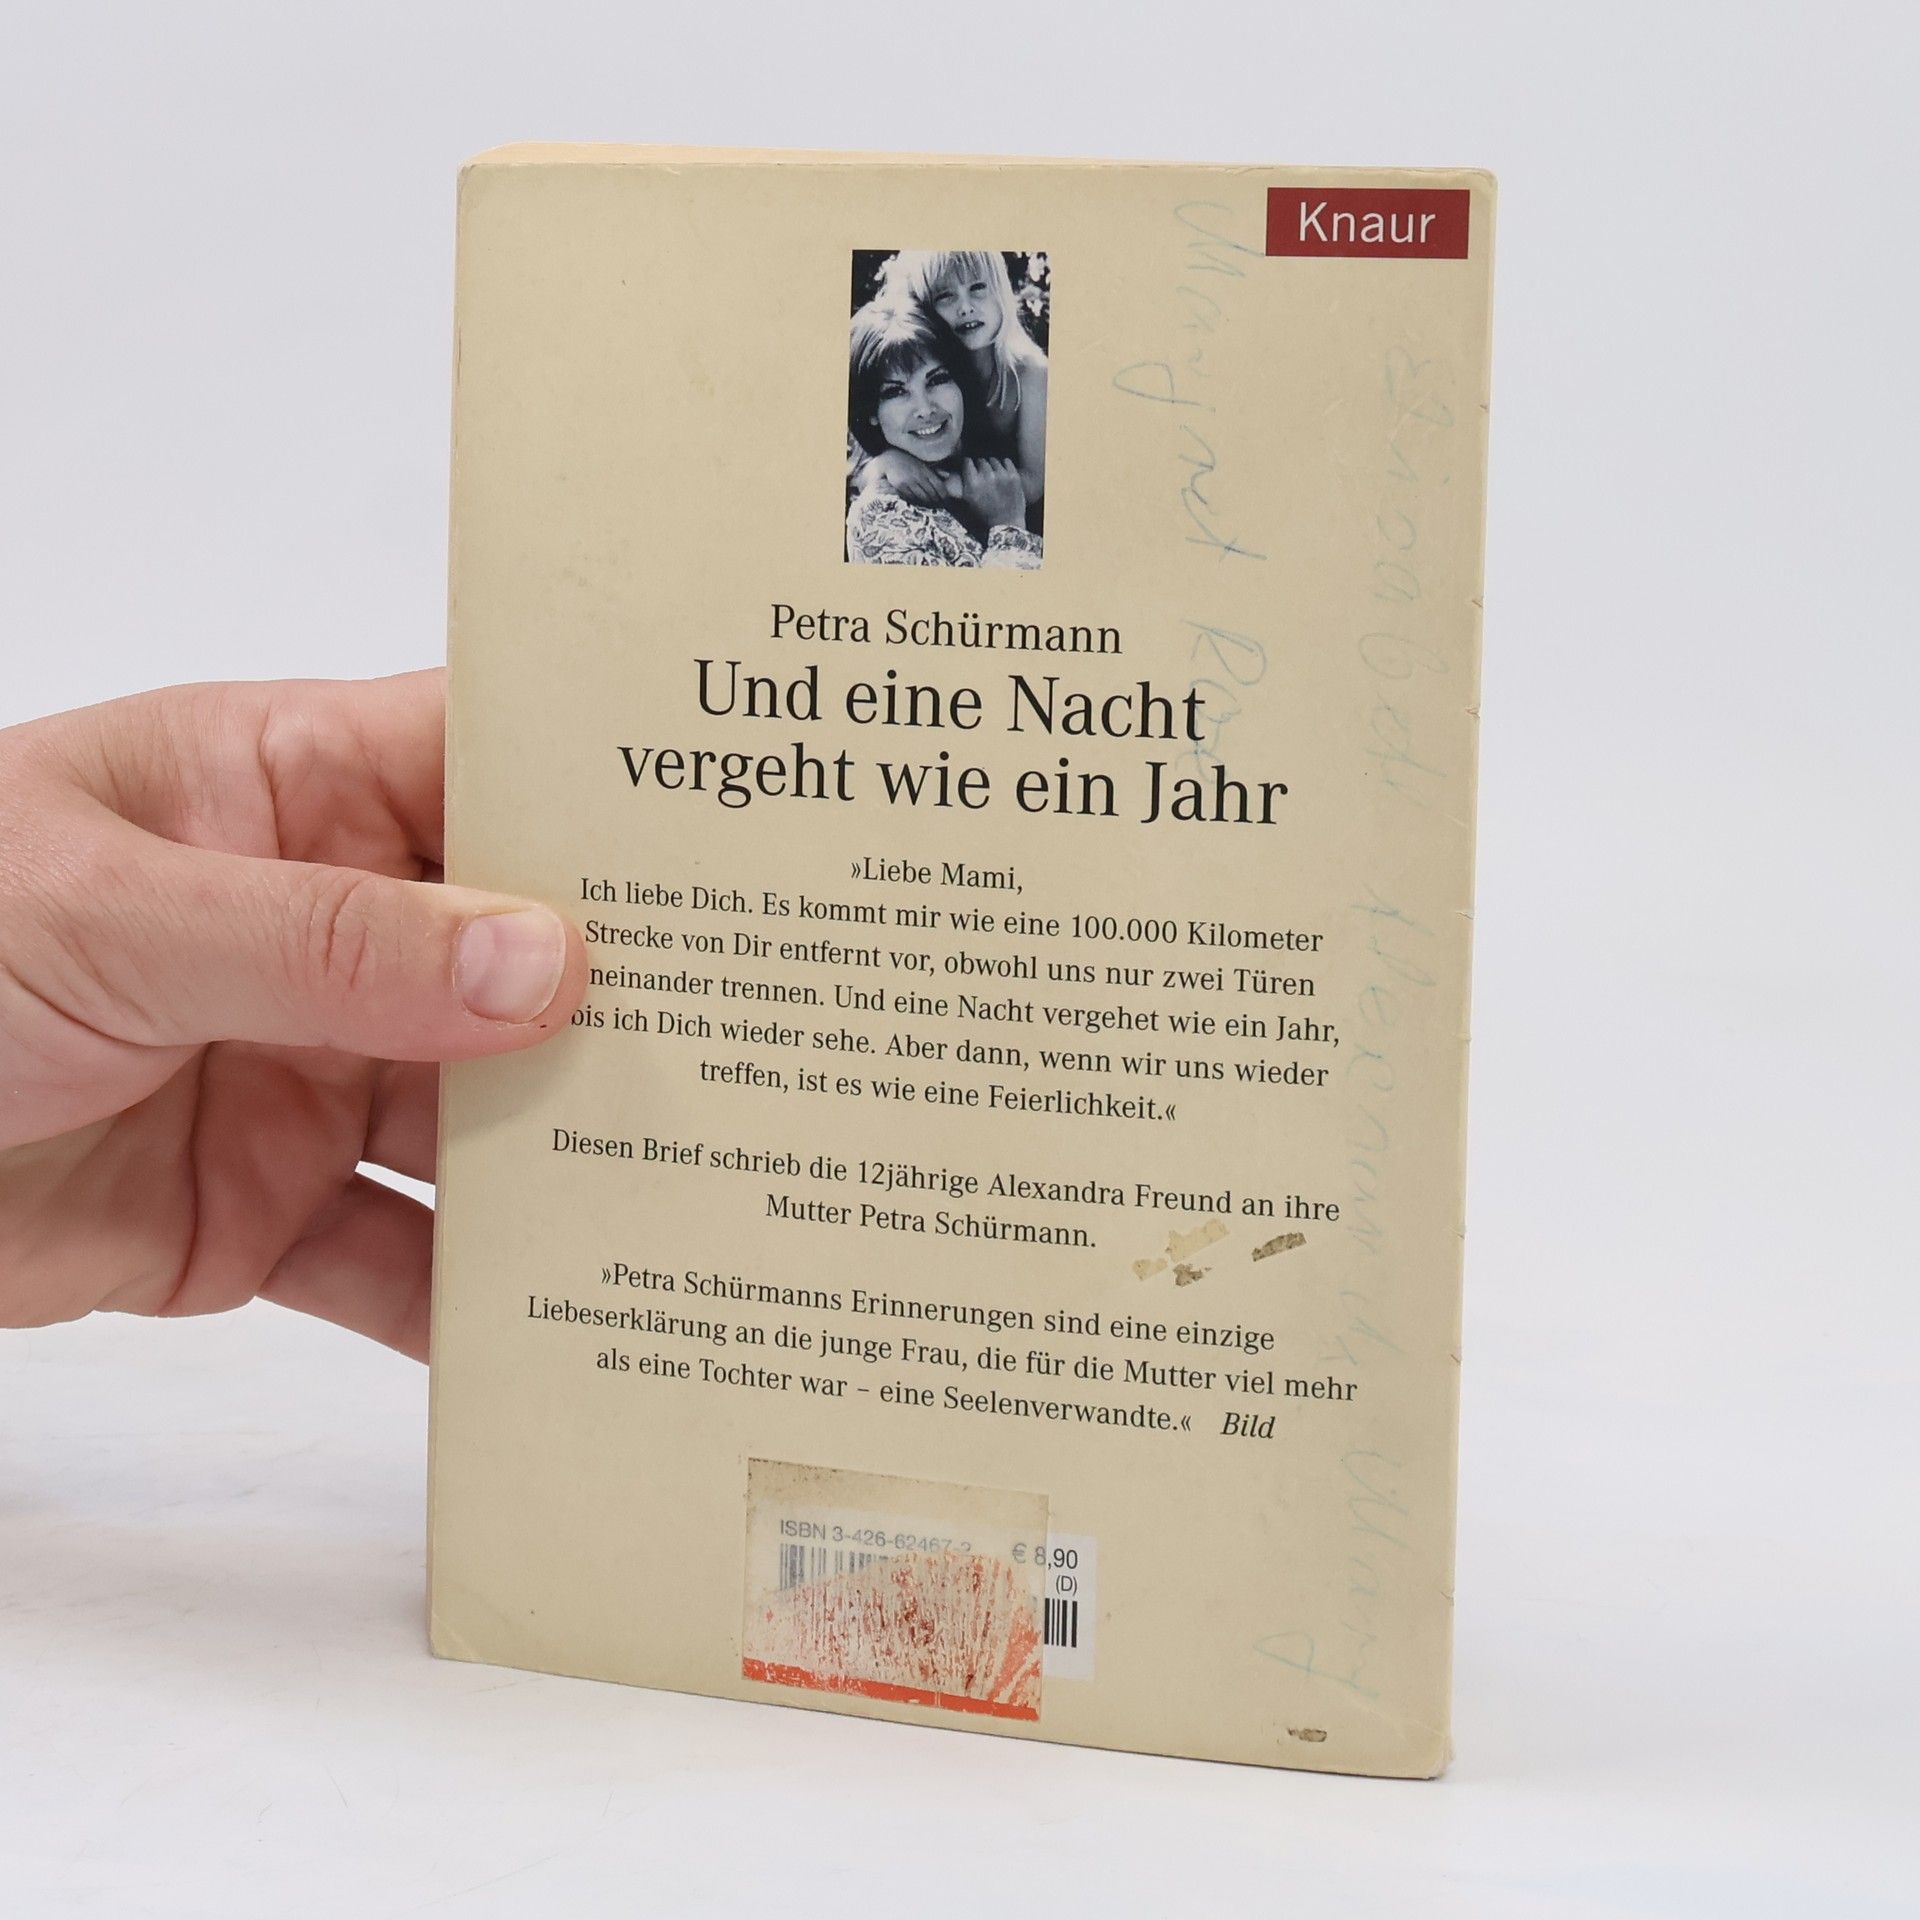 Knaur
Petra Schürmann
Und eine Nacht
vergeht wie ein Jahr
»Liebe Mami,
Ich liebe Dich. Es kommt mir wie eine 100.000 Kilometer
Strecke von Dir entfernt vor, obwohl uns nur zwei Türen
neinander trennen. Und eine Nacht vergehet wie ein Jahr,
bis ich Dich wieder sehe. Aber dann, wenn wir uns wieder
treffen, ist es wie eine Feierlichkeit.«
Diesen Brief schrieb die 12jährige Alexandra Freund an ihre
Mutter Petra Schürmann.
»Petra Schürmanns Erinnerungen sind eine einzige
Liebeserklärung an die junge Frau, die für die Mutter viel mehr
als eine Tochter war – eine Seelenverwandte.« Bild
ISBN 3-426-62467-2 € 8,90
(D)